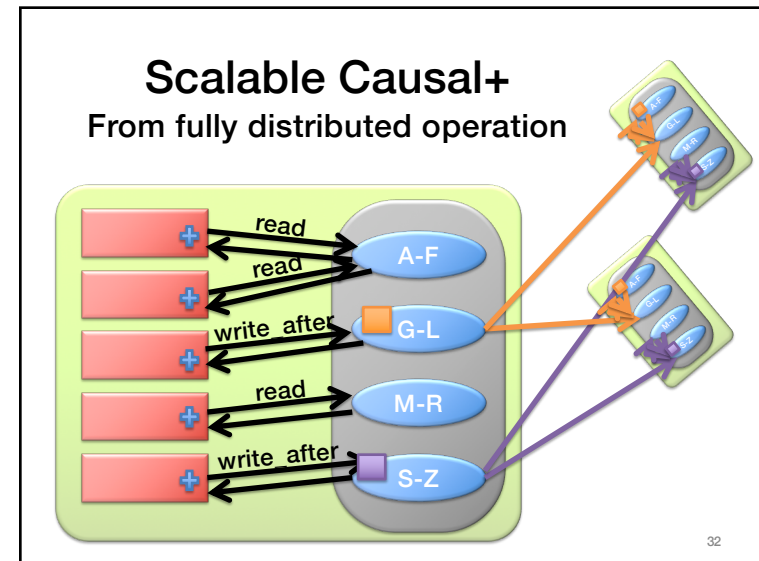 Scalable Causal+
From fully distributed operation
read
read
write_after
read
write_after
A-F
G-L
M-R
S-Z
A-F
G-L
M-R
S-Z
A-F
G-L
M-R
S-Z
32